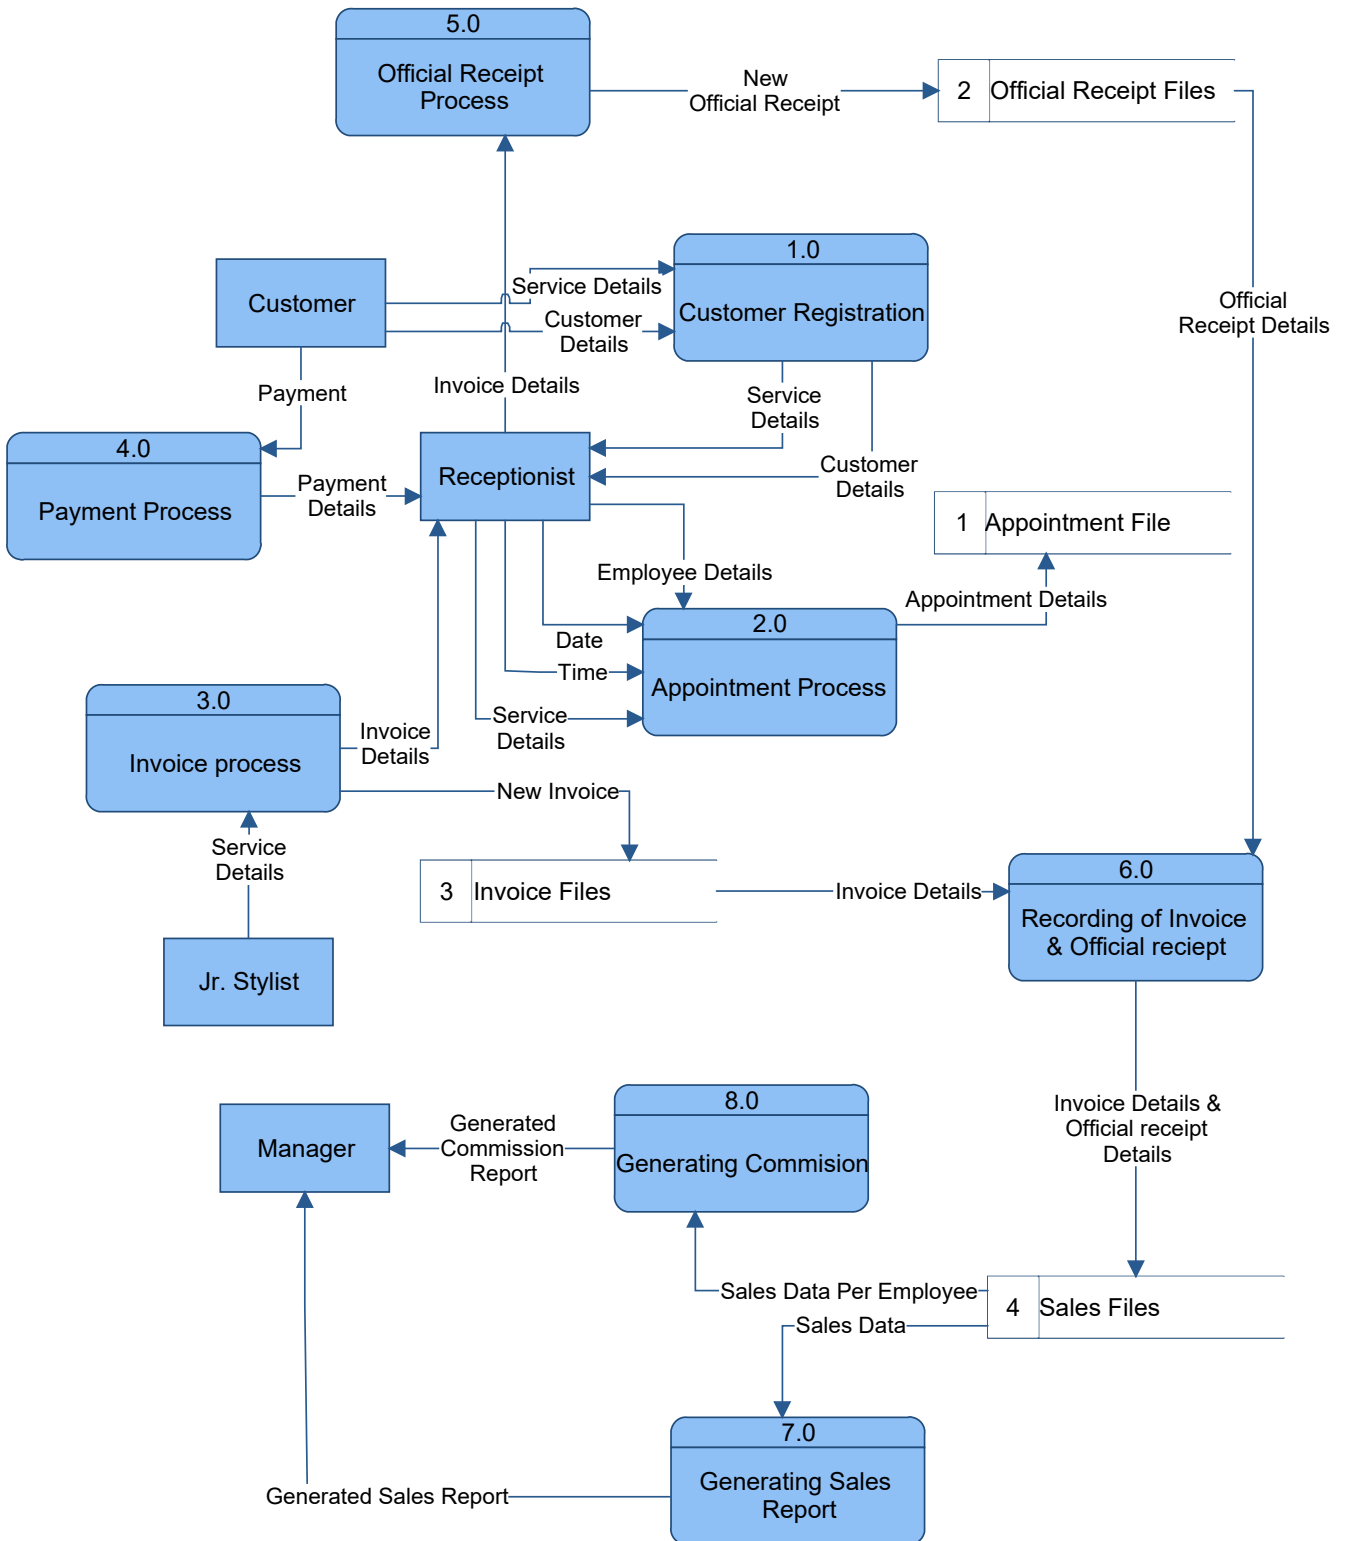 5.0
Official Receipt
Process
New
Official Receipt
2
Official Receipt Files
1.0
Customer Registration
Customer
Service Details
Customer
Details
Official
Receipt Details
Payment
Invoice Details
Service
Details
4.0
Payment Process
Payment
Details
Receptionist
Customer
Details
1
Appointment File
Employee Details
Appointment Details
2.0
Appointment Process
Date
Time
Service
Details
3.0
Invoice process
Invoice
Details
New Invoice
Service
Details
3
Invoice Files
Invoice Details
6.0
Recording of Invoice
& Official reciept
Jr. Stylist
Manager
Generated
Commission
Report
8.0
Generating Commision
Invoice Details &
Official receipt
Details
Sales Data Per Employee
Sales Data
4
Sales Files
7.0
Generating Sales
Report
Generated Sales Report